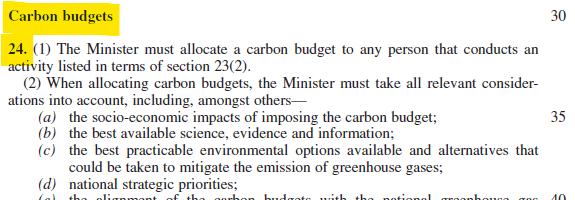 Carbon budgets 30
24. (1) The Minister must allocate a carbon budget to any person that conducts an
activity listed in terms of section 23(2).
(2) When allocating carbon budgets, the Minister must take all relevant consider-
ations into account, including, amongst others—
(a) the socio-economic impacts of imposing the carbon budget; 35
(b) the best available science, evidence and information;
(c) the best practicable environmental options available and alternatives that
could be taken to mitigate the emission of greenhouse gases;
(d) national strategic priorities;
(e) the alignment of the carbon budgets with the national greenhouse gas 40